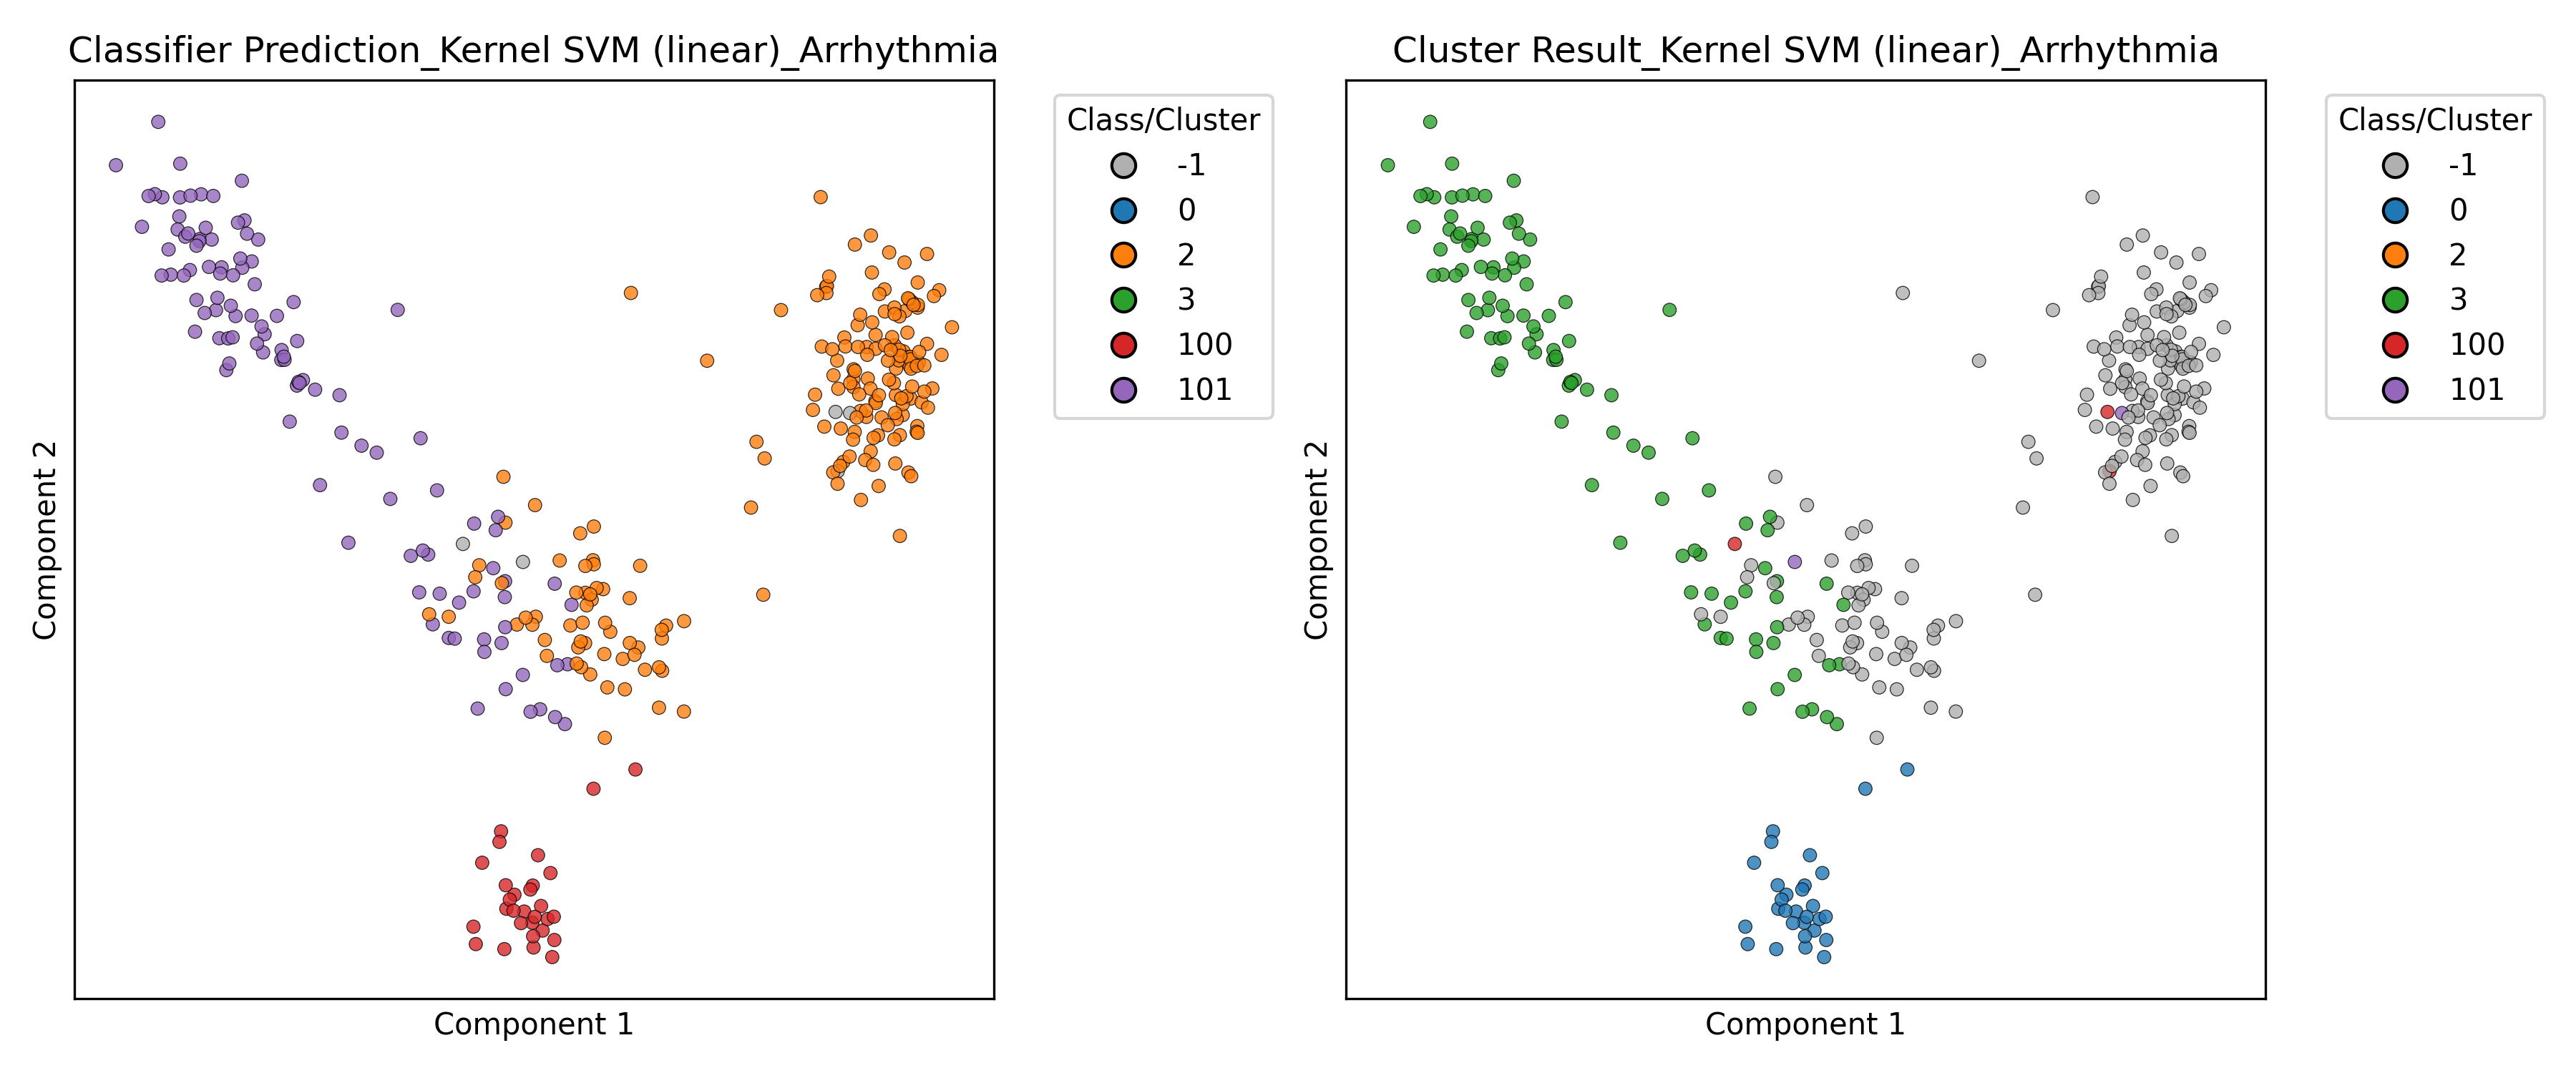 Classifier Prediction_Kernel SVM (linear)_Arrhythmia
Component 2
Component 1
Class/Cluster
-1
0
2
3
100
101
Cluster Result_Kernel SVM (linear)_Arrhythmia
Component 2
Component 1
Class/Cluster
-1
0
2
3
100
101